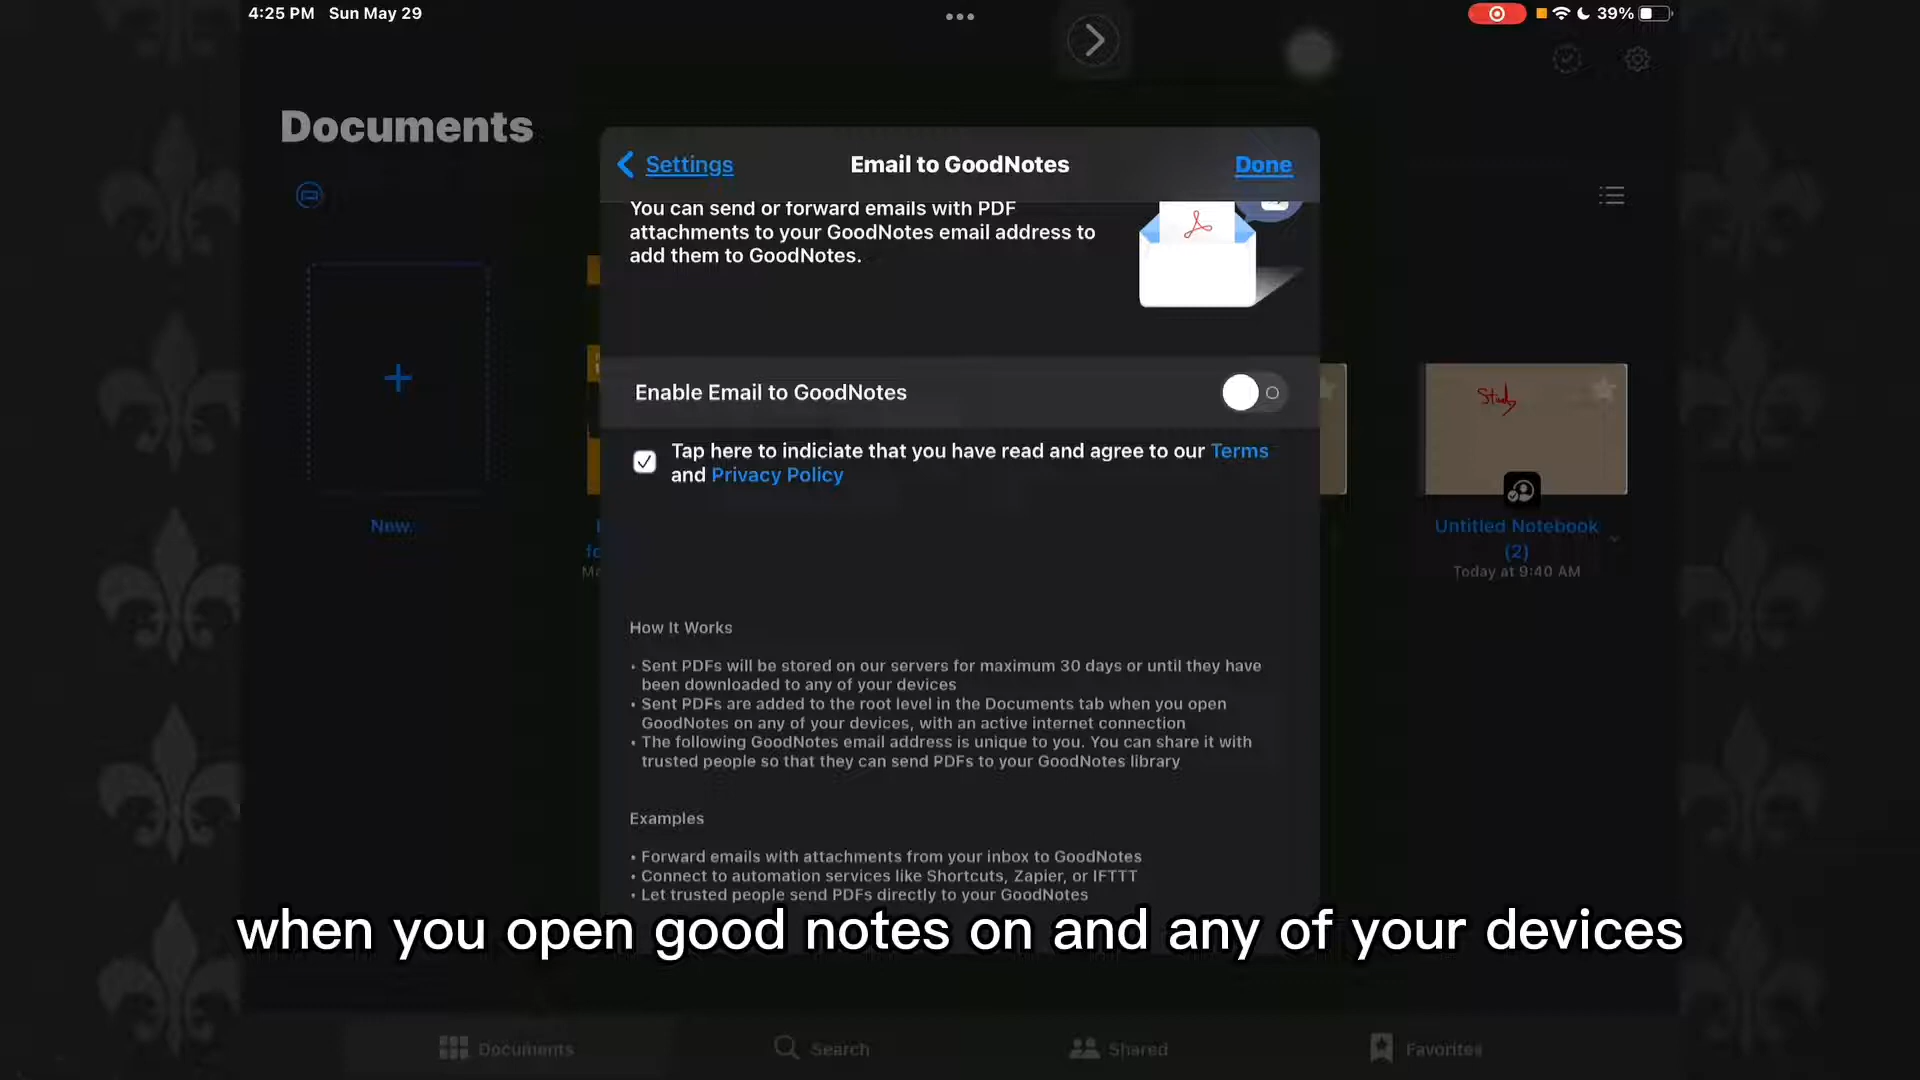 4:25 PM Sun May 29
39%
Documents
Settings
Email to GoodNotes
Done
You can send or forward emails with PDF
attachments to your GoodNotes email address to
add them to GoodNotes.
Enable Email to GoodNotes
Tap here to indiciate that you have read and agree to our Terms
and Privacy Policy
New.
fo
Ma
Study
Untitled Notebook
(2)
Today at 9:40 AM
How It Works
• Sent PDFs will be stored on our servers for maximum 30 days or until they have
been downloaded to any of your devices
• Sent PDFs are added to the root level in the Documents tab when you open
GoodNotes on any of your devices, with an active internet connection
• The following GoodNotes email address is unique to you. You can share it with
trusted people so that they can send PDFs to your GoodNotes library
Examples
• Forward emails with attachments from your inbox to GoodNotes
• Connect to automation services like Shortcuts, Zapier, or IFTTT
• Let trusted people send PDFs directly to your GoodNotes
when you open good notes on and any of your devices
Documents
Search
Shared
Favorites